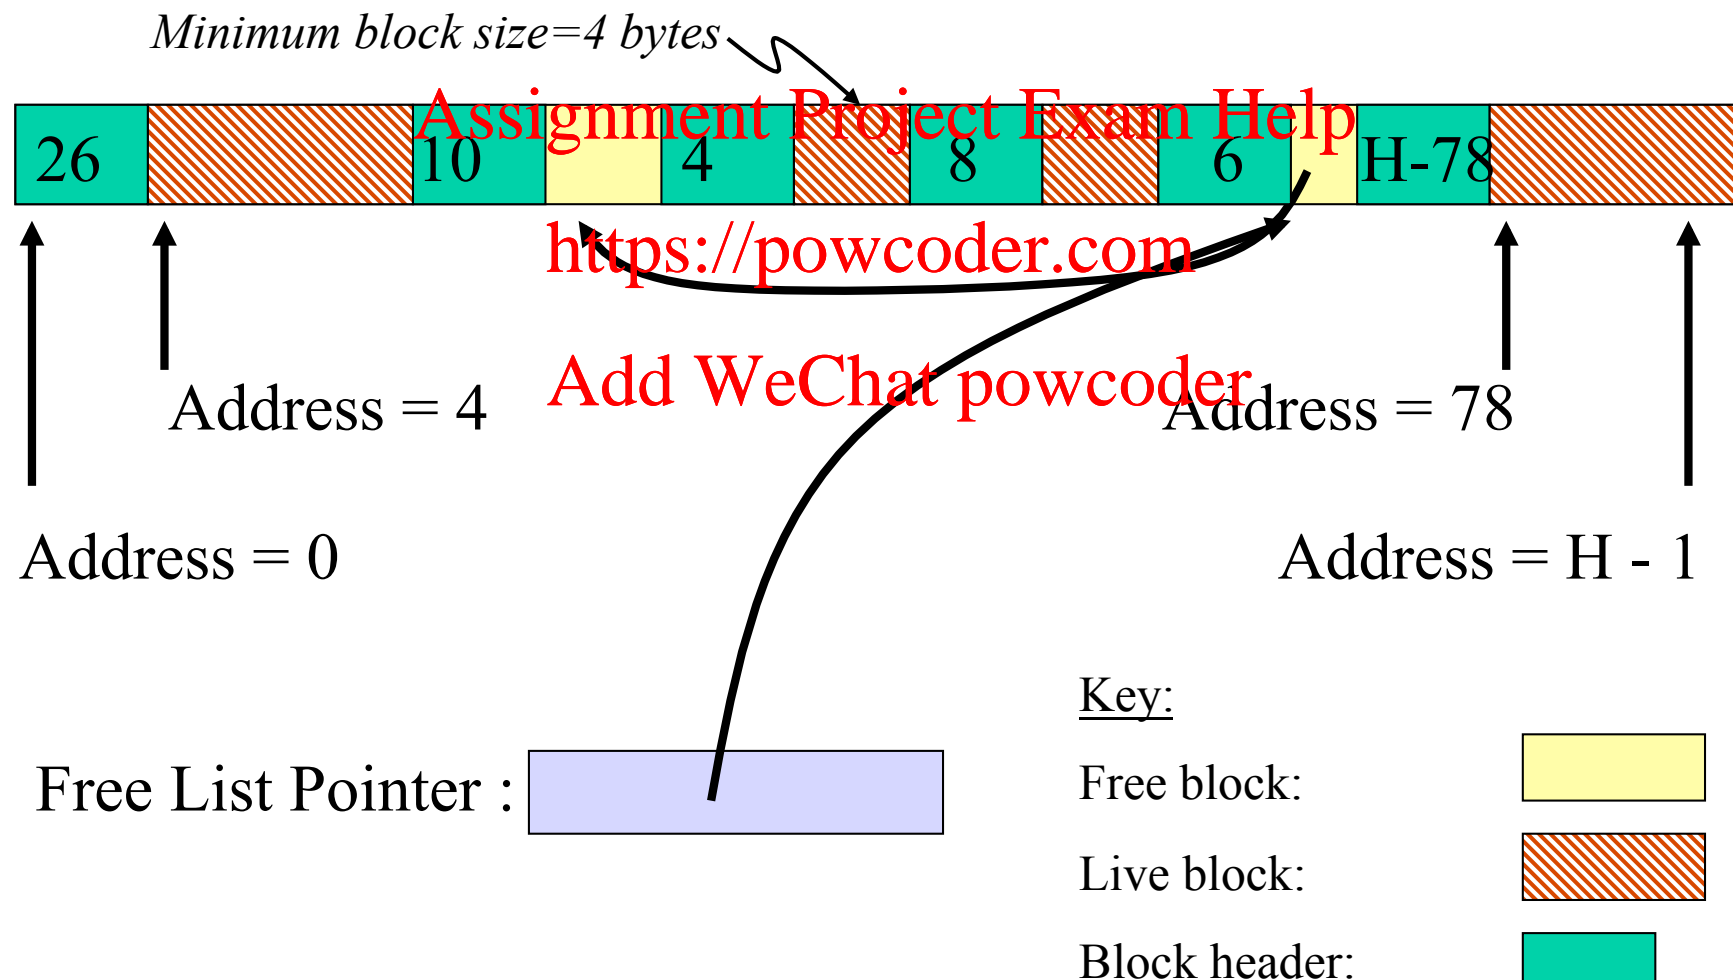 Minimum block size=4 bytes
Assignment Project Exam Help
26 10 4 8 6 H-78
https://powcoder.com
Add WeChat powcoder
Address = 4 Address = 78
Address = 0 Address = H - 1
Key:
Free List Pointer : Free block:
Live block:
Block header: